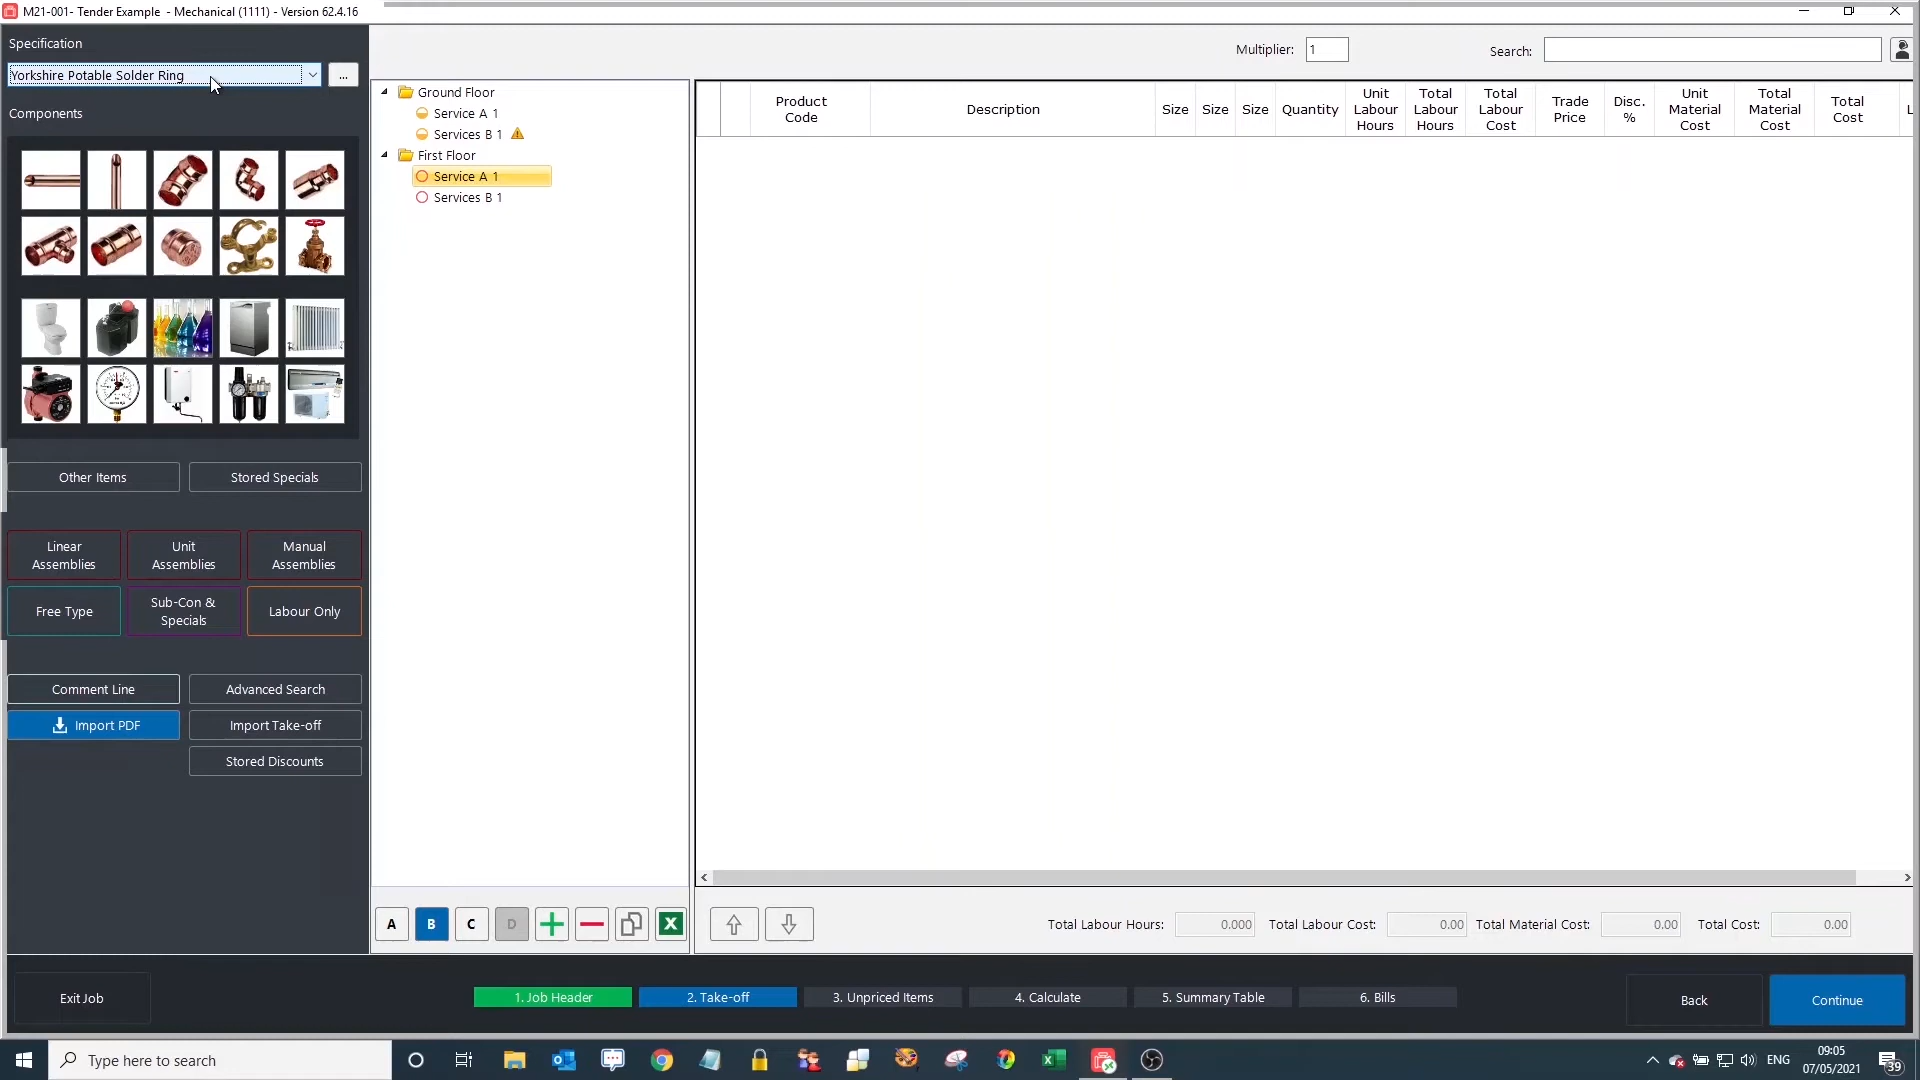 M21-001- Tender Example - Mechanical (1111) - Version 62.4.16
Specification
Yorkshire Potable Solder Ring
...
Components
Other Items
Stored Specials
Linear
Assemblies
Unit
Assemblies
Manual
Assemblies
Free Type
Sub-Con &
Specials
Labour Only
Comment Line
Advanced Search
Import PDF
Import Take-off
Stored Discounts
Ground Floor
Service A 1
Services B 1
First Floor
Service A 1
Services B 1
Multiplier: 1
Search:
Product
Code
Description
Size
Size
Size
Quantity
Unit
Labour
Hours
Total
Labour
Hours
Total
Labour
Cost
Trade
Price
Disc.
%
Unit
Material
Cost
Total
Material
Cost
Total
Cost
L
A
B
C
D
Total Labour Hours: 0.000
Total Labour Cost: 0.00
Total Material Cost: 0.00
Total Cost: 0.00
Exit Job
1. Job Header
2. Take-off
3. Unpriced Items
4. Calculate
5. Summary Table
6. Bills
Back
Continue
Type here to search
ENG
09:05
07/05/2021
39